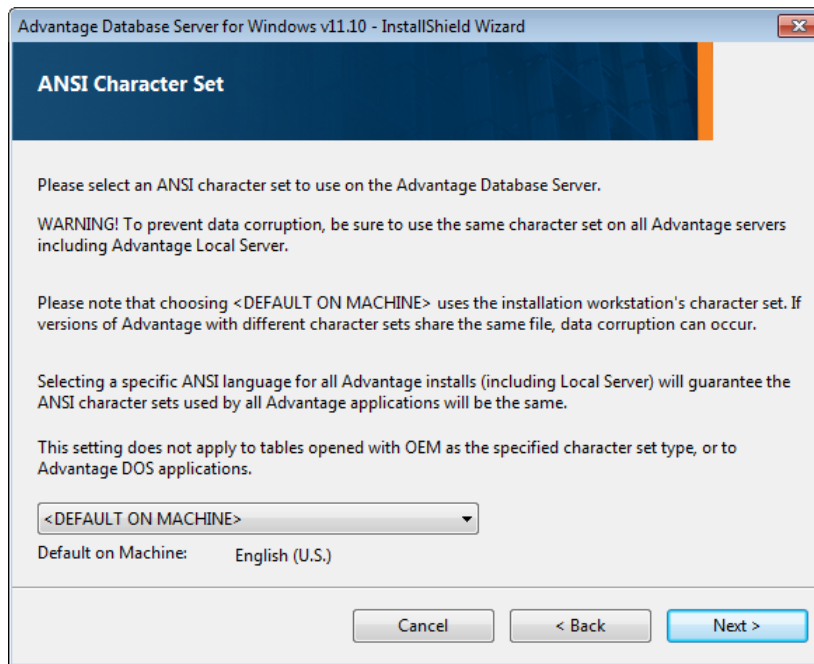 Advantage Database Server for Windows v11.10 - InstallShield Wizard
ANSI Character Set
Please select an ANSI character set to use on the Advantage Database Server.
WARNING! To prevent data corruption, be sure to use the same character set on all Advantage servers
including Advantage Local Server.
Please note that choosing <DEFAULT ON MACHINE> uses the installation workstation's character set. If
versions of Advantage with different character sets share the same file, data corruption can occur.
Selecting a specific ANSI language for all Advantage installs (including Local Server) will guarantee the
ANSI character sets used by all Advantage applications will be the same.
This setting does not apply to tables opened with OEM as the specified character set type, or to
Advantage DOS applications.
<DEFAULT ON MACHINE>
Default on Machine: English (U.S.)
Cancel < Back Next >